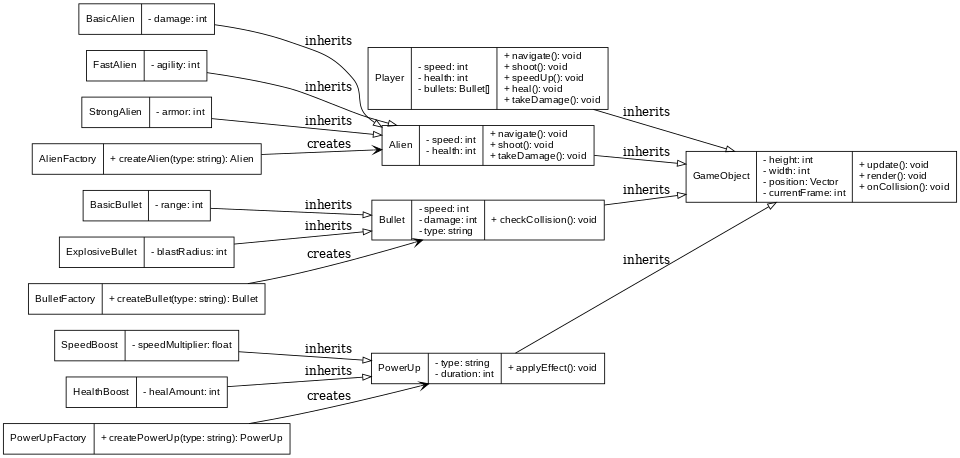 BasicAlien
- damage: int
inherits
FastAlien
- agility: int
inherits
StrongAlien
- armor: int
inherits
AlienFactory
+ createAlien(type: string): Alien
creates
Player
- speed: int
- health: int
- bullets: Bullet[]
+ navigate(): void
+ shoot(): void
+ speedUp(): void
+ heal(): void
+ takeDamage(): void
inherits
Alien
- speed: int
- health: int
+ navigate(): void
+ shoot(): void
+ takeDamage(): void
inherits
GameObject
- height: int
- width: int
- position: Vector
- currentFrame: int
+ update(): void
+ render(): void
+ onCollision(): void
BasicBullet
- range: int
inherits
ExplosiveBullet
- blastRadius: int
inherits
BulletFactory
+ createBullet(type: string): Bullet
creates
Bullet
- speed: int
- damage: int
- type: string
+ checkCollision(): void
inherits
SpeedBoost
- speedMultiplier: float
inherits
HealthBoost
- healAmount: int
inherits
PowerUpFactory
+ createPowerUp(type: string): PowerUp
creates
PowerUp
- type: string
- duration: int
+ applyEffect(): void
inherits